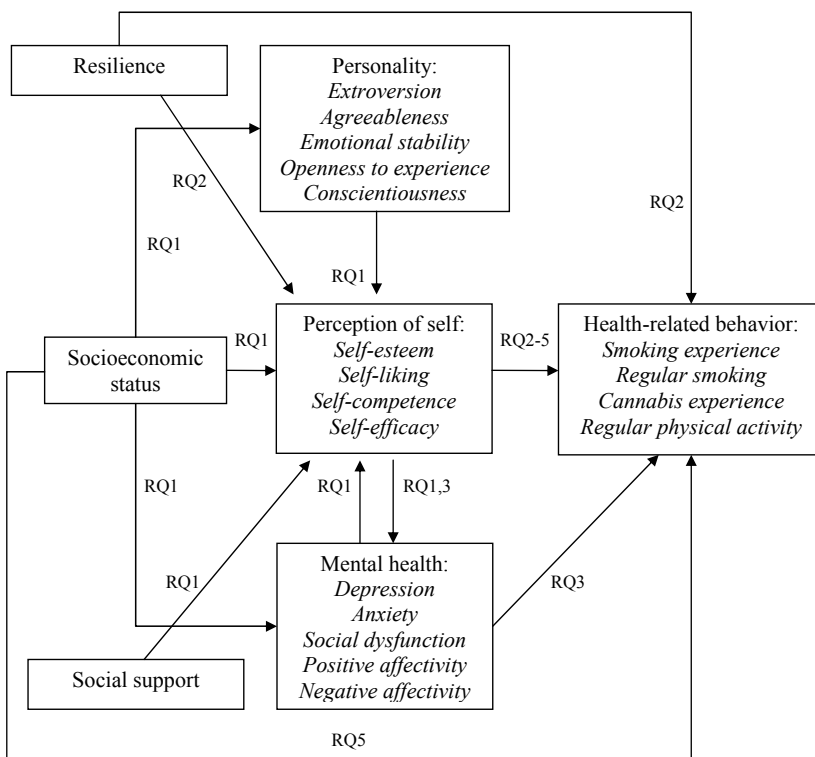 Resilience
Personality:
Extroversion
Agreeableness
Emotional stability
Openness to experience
Conscientiousness
RQ2
RQ2
RQ1
RQ1
Socioeconomic
status
RQ1
Perception of self:
Self-esteem
Self-liking
Self-competence
Self-efficacy
RQ2-5
Health-related behavior:
Smoking experience
Regular smoking
Cannabis experience
Regular physical activity
RQ1
RQ1
RQ1,3
RQ1
Mental health:
Depression
Anxiety
Social dysfunction
Positive affectivity
Negative affectivity
RQ3
Social support
RQ5